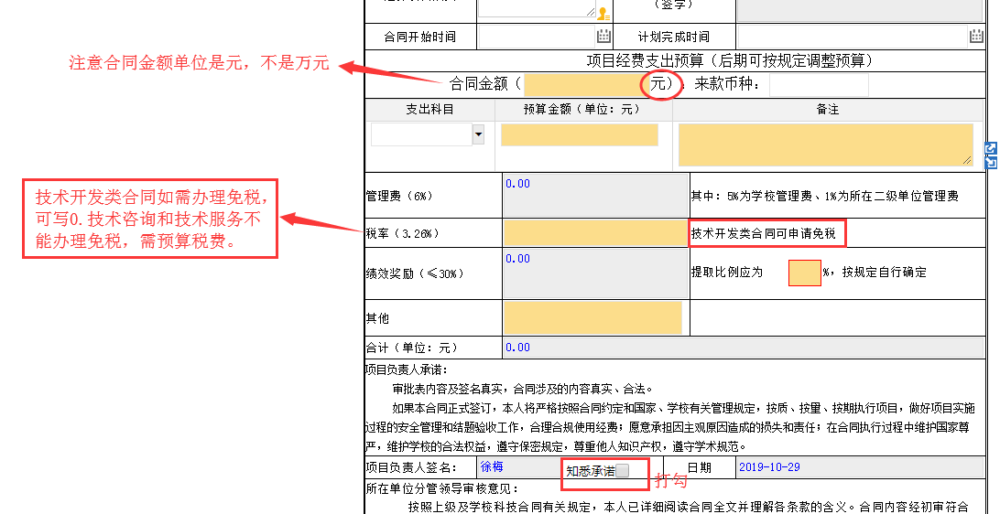 （签字）
合同开始时间
计划完成时间
项目经费支出预算（后期可按规定调整预算）
注意合同金额单位是元，不是万元
合同金额（
元）：来款币种：
支出科目
预算金额（单位：元）
备注
管理费（6%）
0.00
其中：5%为学校管理费、1%为所在二级单位管理费
技术开发类合同如需办理免税，
可写0.技术咨询和技术服务不
能办理免税，需预算税费。
税率（3.26%）
技术开发类合同可申请免税
绩效奖励（≤30%）
0.00
提取比例应为
%，按规定自行确定
其他
合计（单位：元）
0.00
项目负责人承诺：
审批表内容及签名真实，合同涉及的内容真实、合法。
如果本合同正式签订，本人将严格按照合同约定和国家、学校有关管理规定，按质、按量、按期执行项目，做好项目实施
过程的安全管理和结题验收工作，合理合规使用经费；愿意承担因主观原因造成的损失和责任；在合同执行过程中维护国家尊
严，维护学校的合法权益，遵守保密规定，尊重他人知识产权，遵守学术规范。
项目负责人签名：
徐梅
知悉承诺
打勾
日期
2019-10-29
所在单位分管领导审核意见：
按照上级及学校科技合同有关规定，本人已详细阅读合同全文并理解各条款的含义。合同内容经初审符合